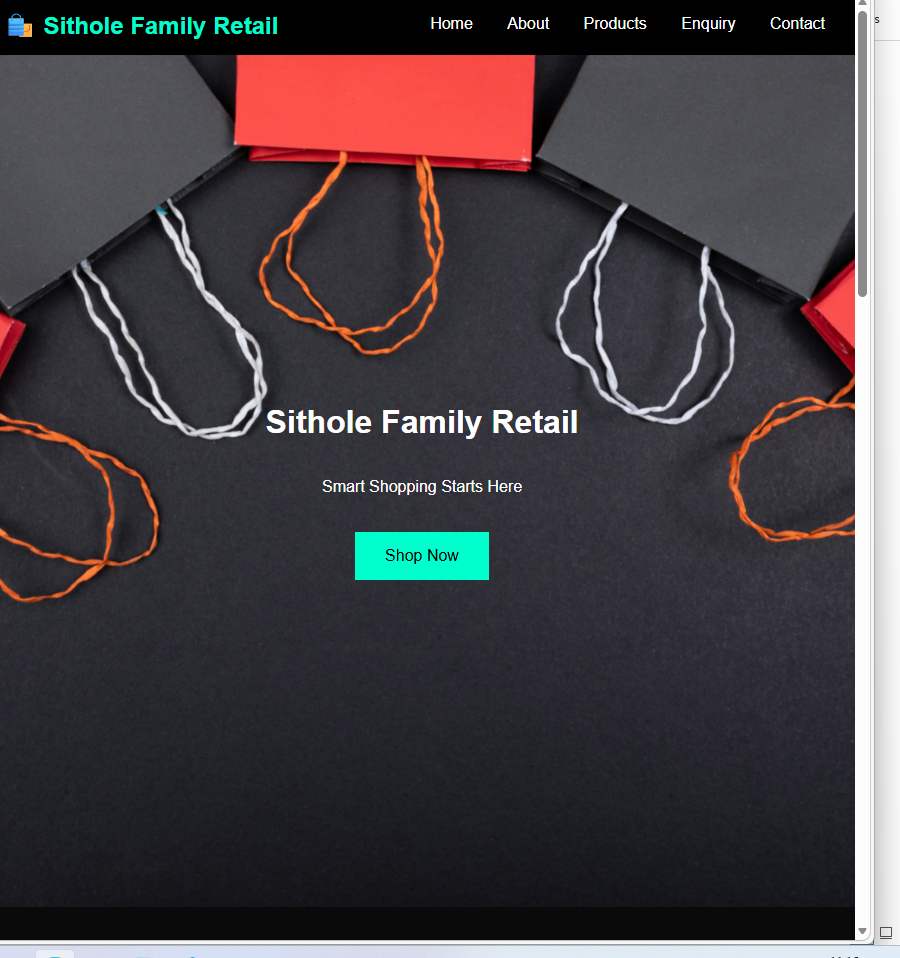 Sithole Family Retail
Home About Products Enquiry Contact
Sithole Family Retail
Smart Shopping Starts Here
Shop Now